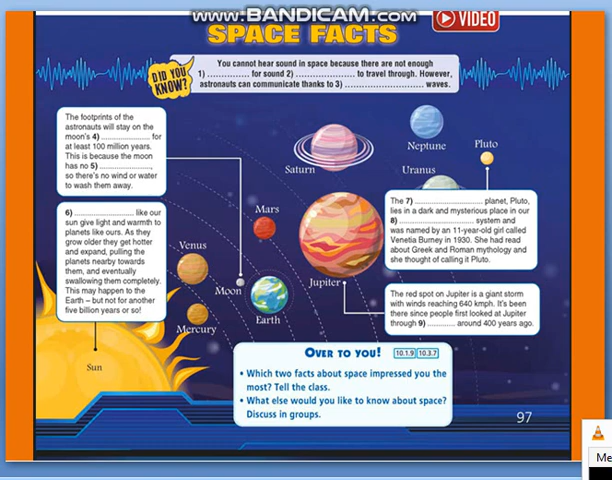 www.BANDICAM.com
VIDEO
SPACE FACTS
DID YOU KNOW?
You cannot hear sound in space because there are not enough
1) ................ for sound 2) .................... to travel through. However,
astronauts can communicate thanks to 3) .......................... waves.
The footprints of the
astronauts will stay on the
moon's 4) ................. for
at least 100 million years.
This is because the moon
has no 5) ..................,
so there's no wind or water
to wash them away.
Saturn
Neptune
Pluto
Uranus
6) .................... like our
sun give light and warmth to
planets like ours. As they
grow older they get hotter
and expand, pulling the
planets nearby towards
them, and eventually
swallowing them completely.
This may happen to the
Earth – but not for another
five billion years or so!
The 7) ....................... planet, Pluto,
lies in a dark and mysterious place in our
8) .......................... system and
was named by an 11-year-old girl called
Venetia Burney in 1930. She had read
about Greek and Roman mythology and
she thought of calling it Pluto.
Mars
Venus
Moon
Earth
Jupiter
Mercury
The red spot on Jupiter is a giant storm
with winds reaching 640 kmph. It's been
there since people first looked at Jupiter
through 9) ............ around 400 years ago.
Sun
OVER TO YOU! 10.1.9 10.3.7
• Which two facts about space impressed you the
most? Tell the class.
• What else would you like to know about space?
Discuss in groups.
97
Me